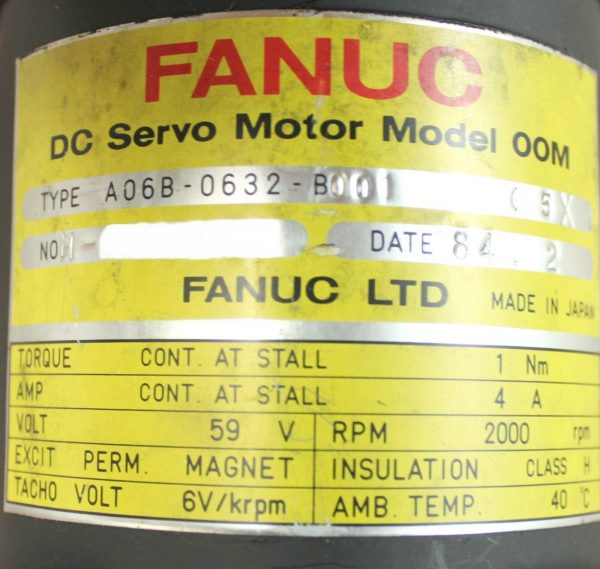 FANUC
DC Servo Motor Model 00M
TYPE A06B-0632-B001 ( 5X
NO M- DATE 84. 2
FANUC LTD MADE IN JAPAN
TORQUE CONT. AT STALL 1 Nm
AMP CONT. AT STALL 4 A
VOLT 59 V RPM 2000 rpm
EXCIT PERM. MAGNET INSULATION CLASS H
TACHO VOLT 6V/krpm AMB. TEMP. 40 °C